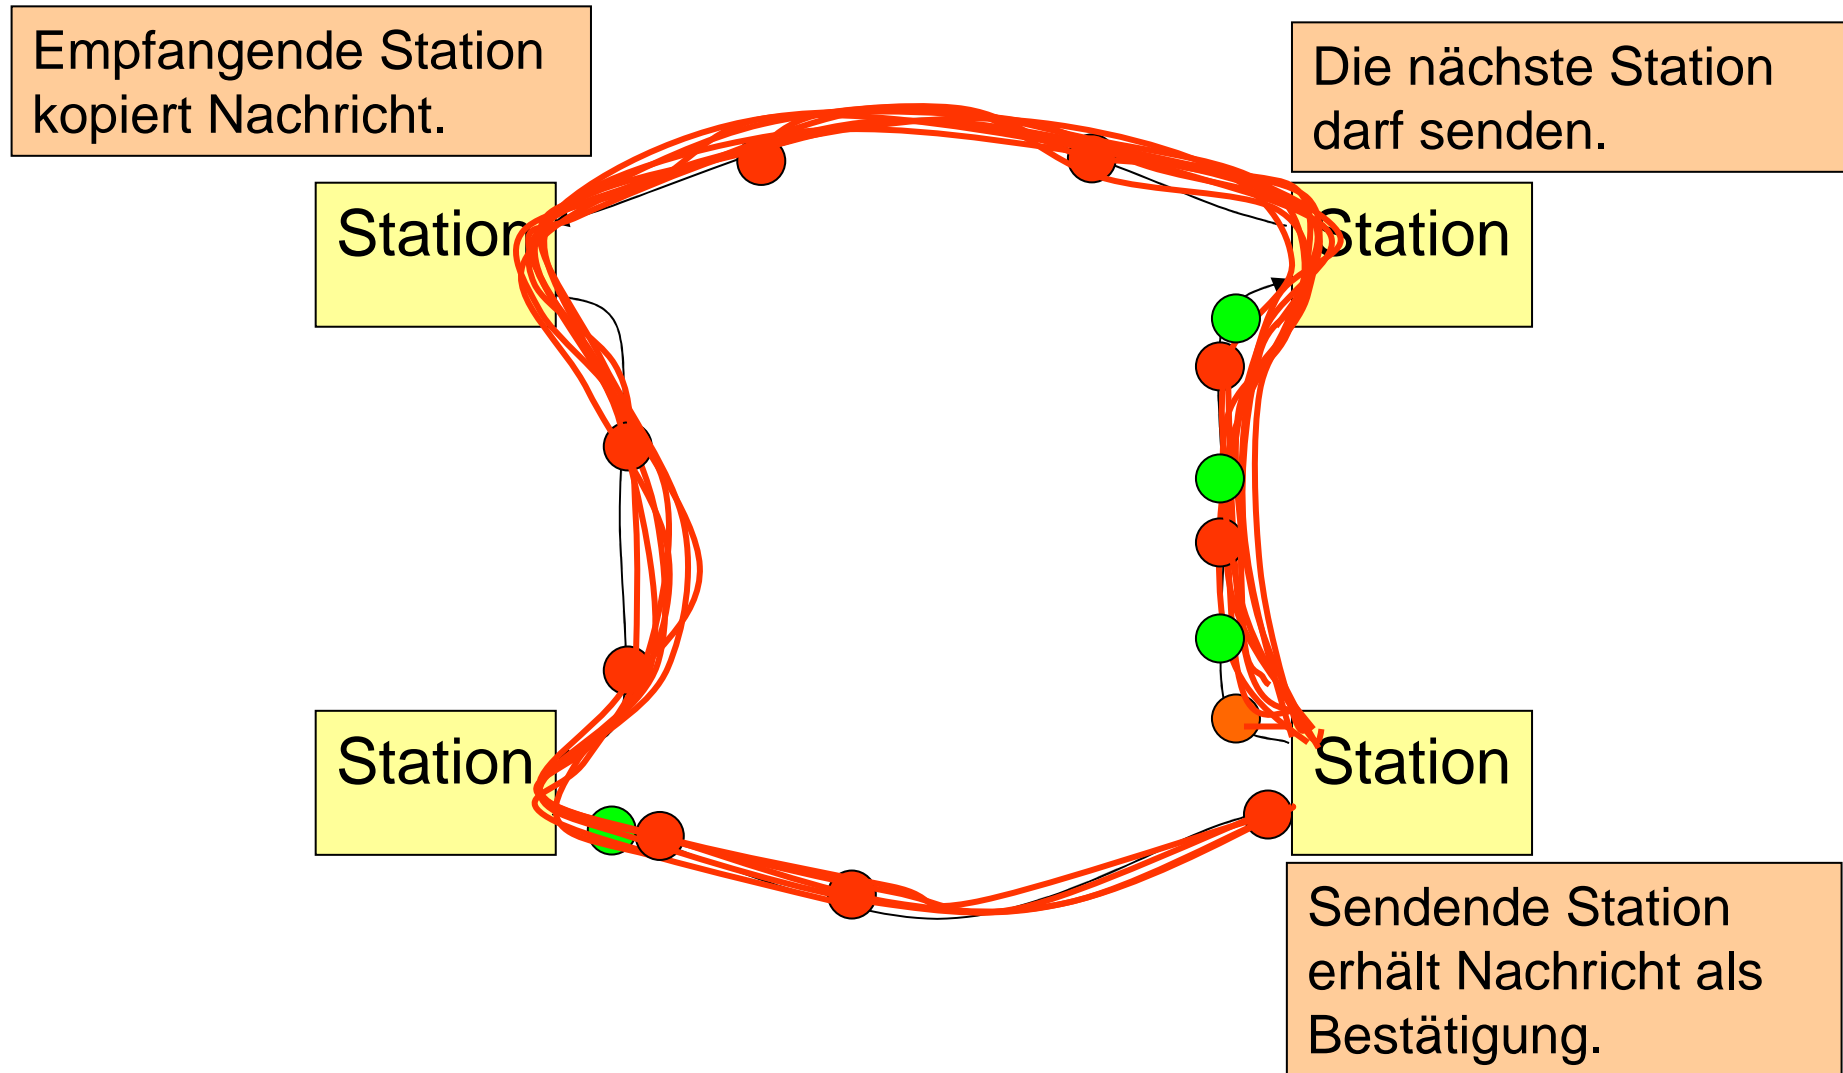 Empfangende Station
kopiert Nachricht.
Die nächste Station
darf senden.
Station
Station
Station
Station
Sendende Station
erhält Nachricht als
Bestätigung.